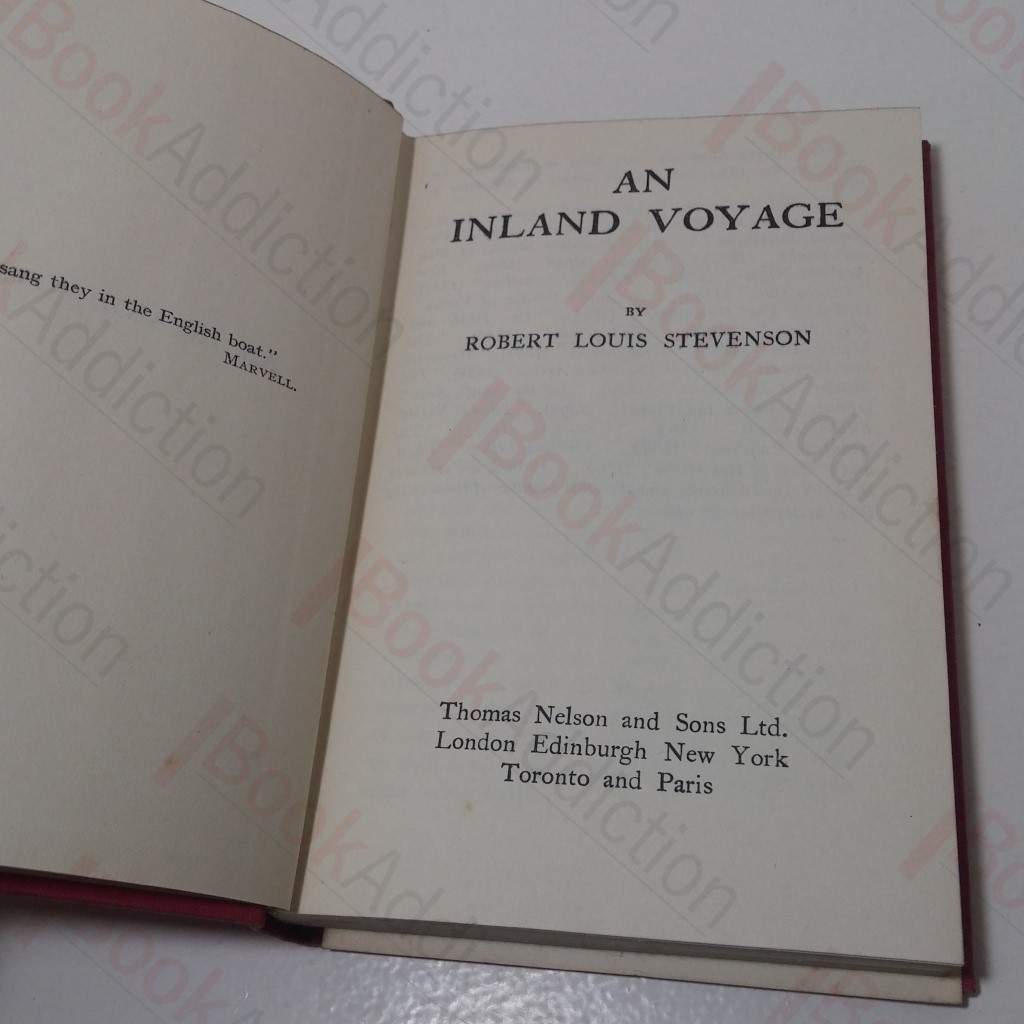 sang they in the English boat."
MARVELL.
AN
INLAND VOYAGE
BY
ROBERT LOUIS STEVENSON
Thomas Nelson and Sons Ltd.
London Edinburgh New York
Toronto and Paris
BookAddiction